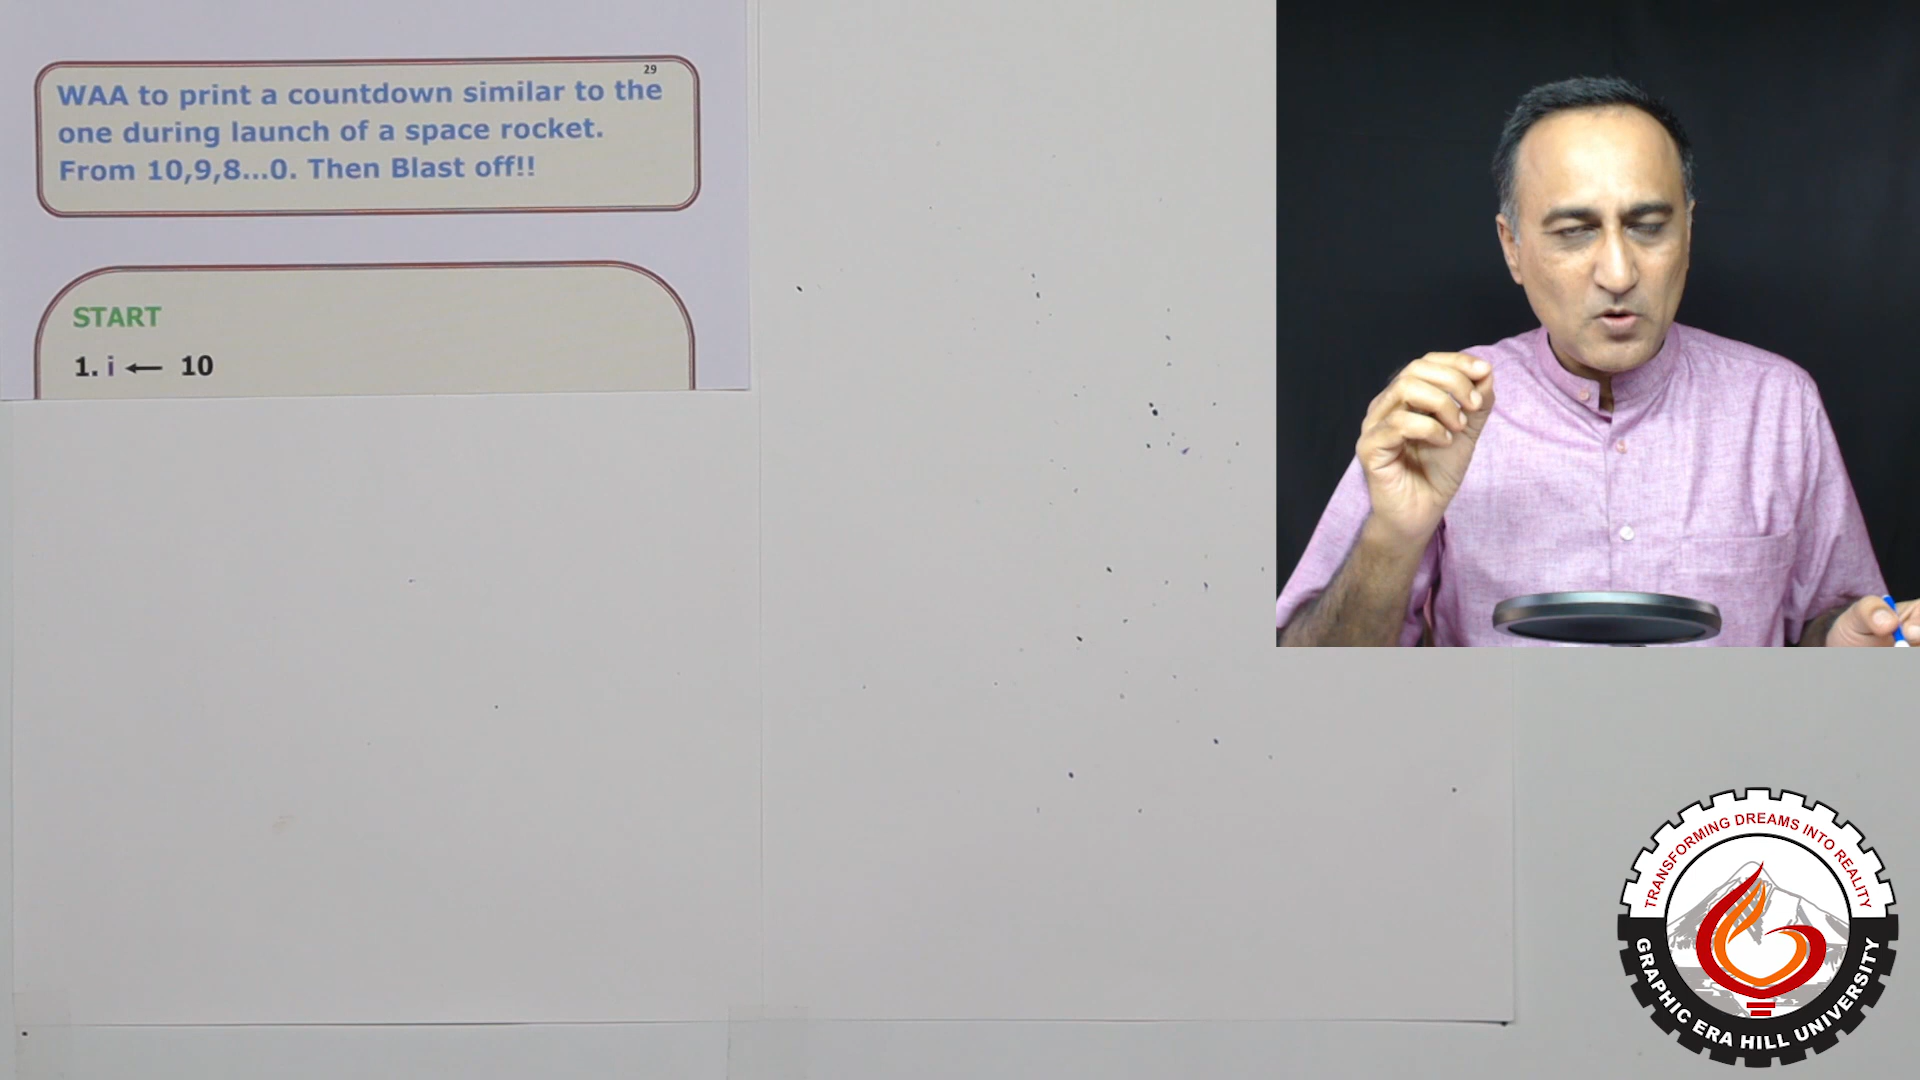 29
WAA to print a countdown similar to the
one during launch of a space rocket.
From 10,9,8...0. Then Blast off!!
START
1. i ← 10
TRANSFORMING DREAMS INTO REALITY
GRAPHIC ERA HILL UNIVERSITY